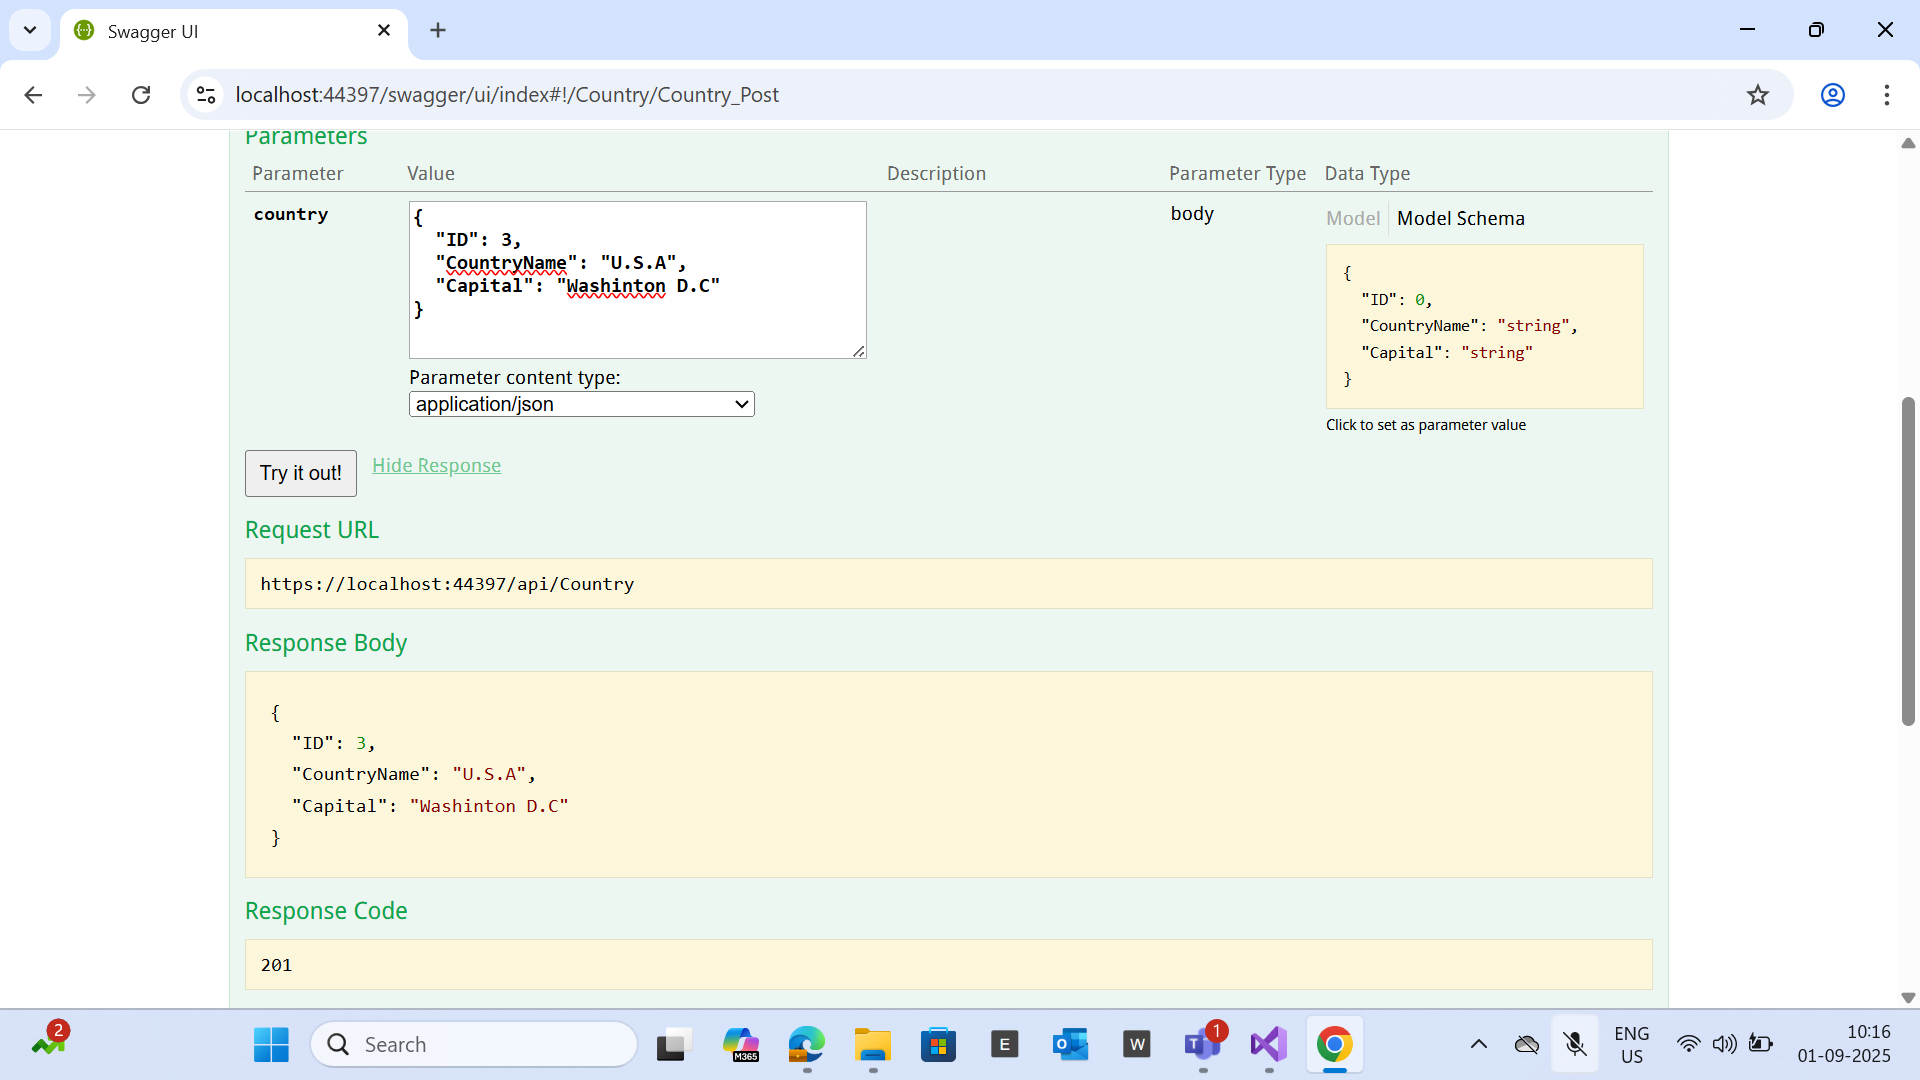 Swagger UI
localhost:44397/swagger/ui/index#!/Country/Country_Post
Parameters
Parameter Value Description Parameter Type Data Type
country
{
"ID": 3,
"CountryName": "U.S.A",
"Capital": "Washinton D.C"
}
Parameter content type:
application/json
body
Model Model Schema
{
"ID": 0,
"CountryName": "string",
"Capital": "string"
}
Click to set as parameter value
Try it out! Hide Response
Request URL
https://localhost:44397/api/Country
Response Body
{
"ID": 3,
"CountryName": "U.S.A",
"Capital": "Washinton D.C"
}
Response Code
201
2
Search
M365
E
O
W
T
1
ENG
US
10:16
01-09-2025